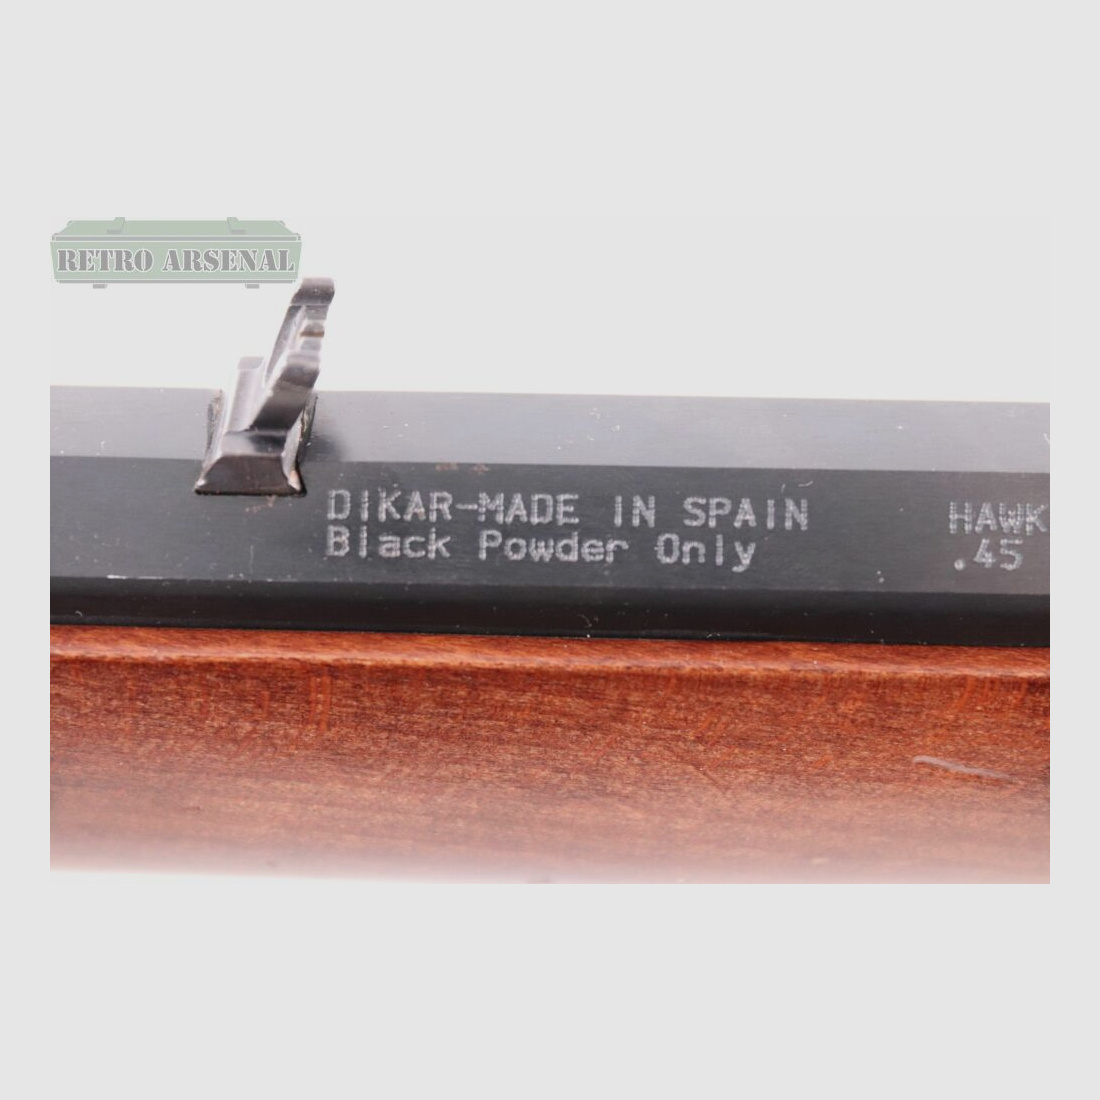 RETRO ARSENAL
DIKAR-MADE IN SPAIN
Black Powder Only
HAWK
.45